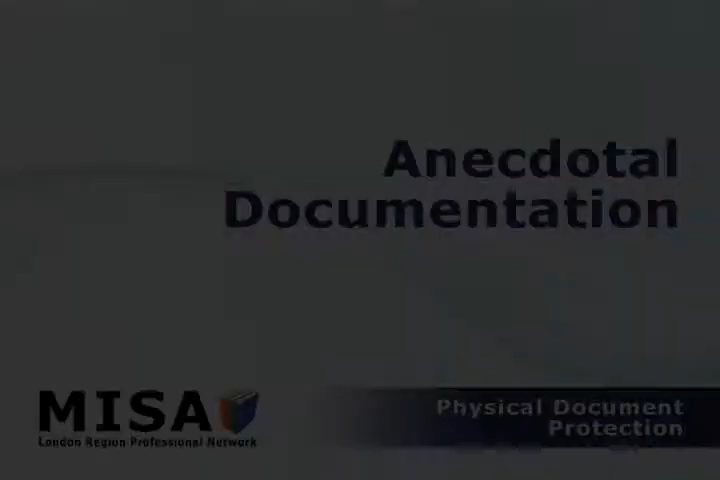 Anecdotal
Documentation
MISA
London Region Professional Network
Physical Document
Protection